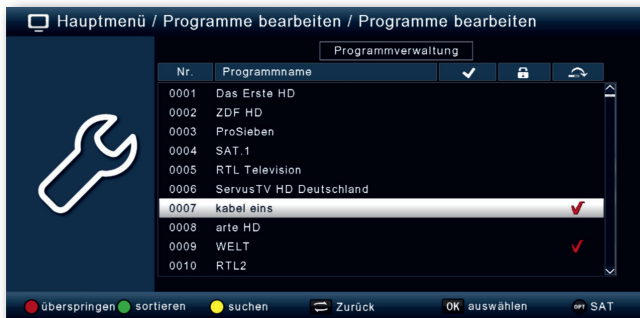 Hauptmenü / Programme bearbeiten / Programme bearbeiten
Programmverwaltung
Nr. Programmname
0001 Das Erste HD
0002 ZDF HD
0003 ProSieben
0004 SAT.1
0005 RTL Television
0006 ServusTV HD Deutschland
0007 kabel eins
0008 arte HD
0009 WELT
0010 RTL2
überspringen sortieren suchen Zurück OK auswählen OPT SAT